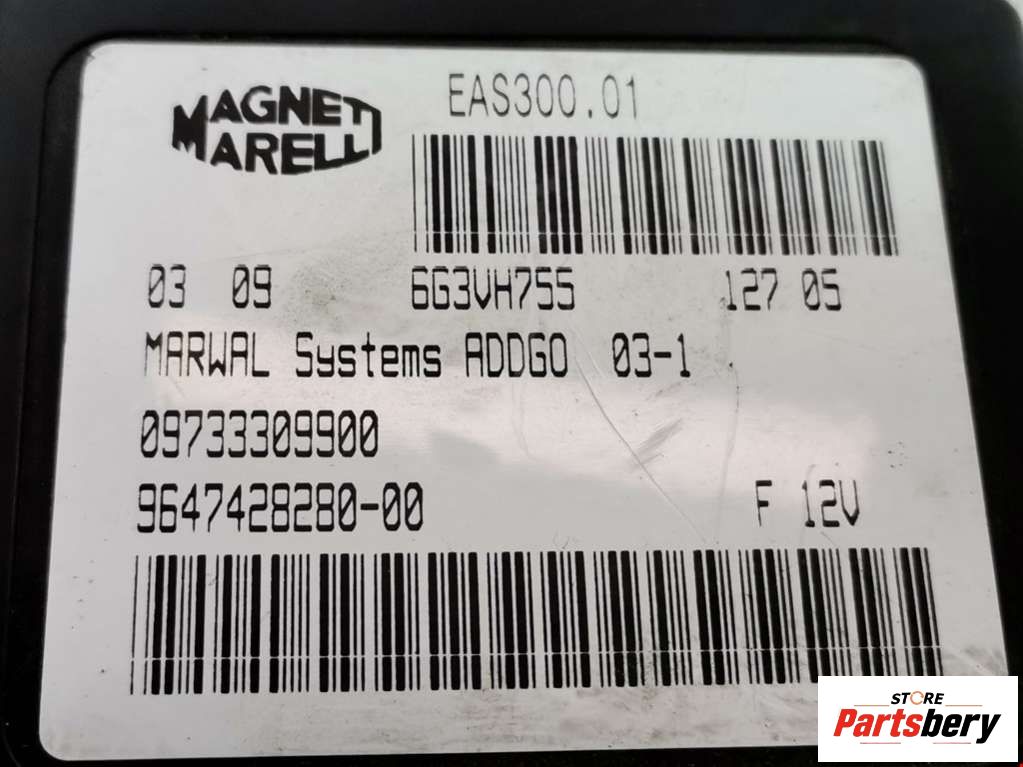 MAGNETI
MARELLI
EAS300.01
03 09 6G3VH755 127 05
MARWAL Systems ADDGO 03-1
09733309900
9647428280-00 F 12V
STORE
Partsbery